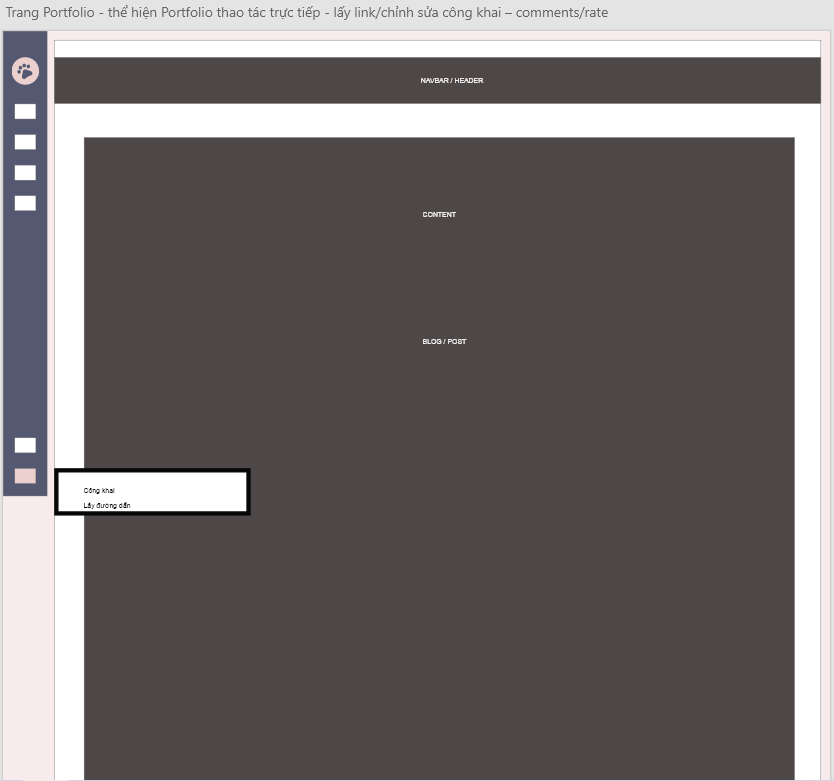 Trang Portfolio - thể hiện Portfolio thao tác trực tiếp - lấy link/chỉnh sửa công khai – comments/rate
NAVBAR / HEADER
CONTENT
BLOG / POST
Công khai
Lấy đường dẫn